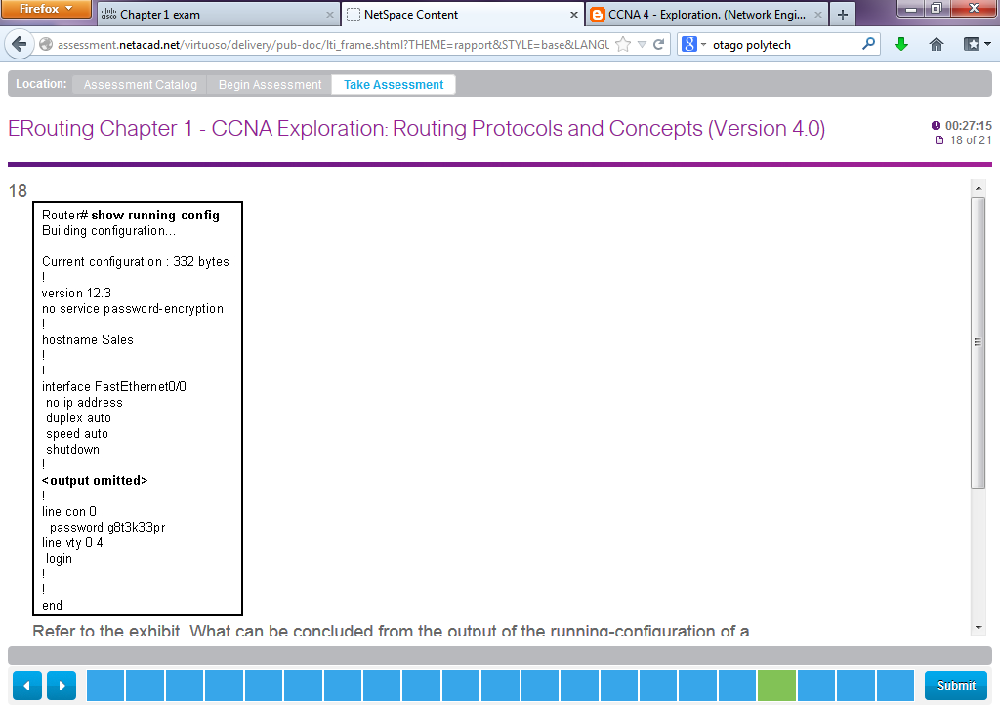 Firefox
Chapter 1 exam
NetSpace Content
CCNA 4 - Exploration. (Network Engi...
assessment.netacad.net/virtuoso/delivery/pub-doc/lti_frame.shtml?THEME=rapport&STYLE=base&LANGU
otago polytech
Location: Assessment Catalog Begin Assessment Take Assessment
ERouting Chapter 1 - CCNA Exploration: Routing Protocols and Concepts (Version 4.0)
00:27:15
18 of 21
18
Router# show running-config
Building configuration...
Current configuration : 332 bytes
!
version 12.3
no service password-encryption
!
hostname Sales
!
!
interface FastEthernet0/0
no ip address
duplex auto
speed auto
shutdown
!
<output omitted>
!
line con 0
password g8t3k33pr
line vty 0 4
login
!
!
end
Refer to the exhibit. What can be concluded from the output of the running-configuration of a
Submit